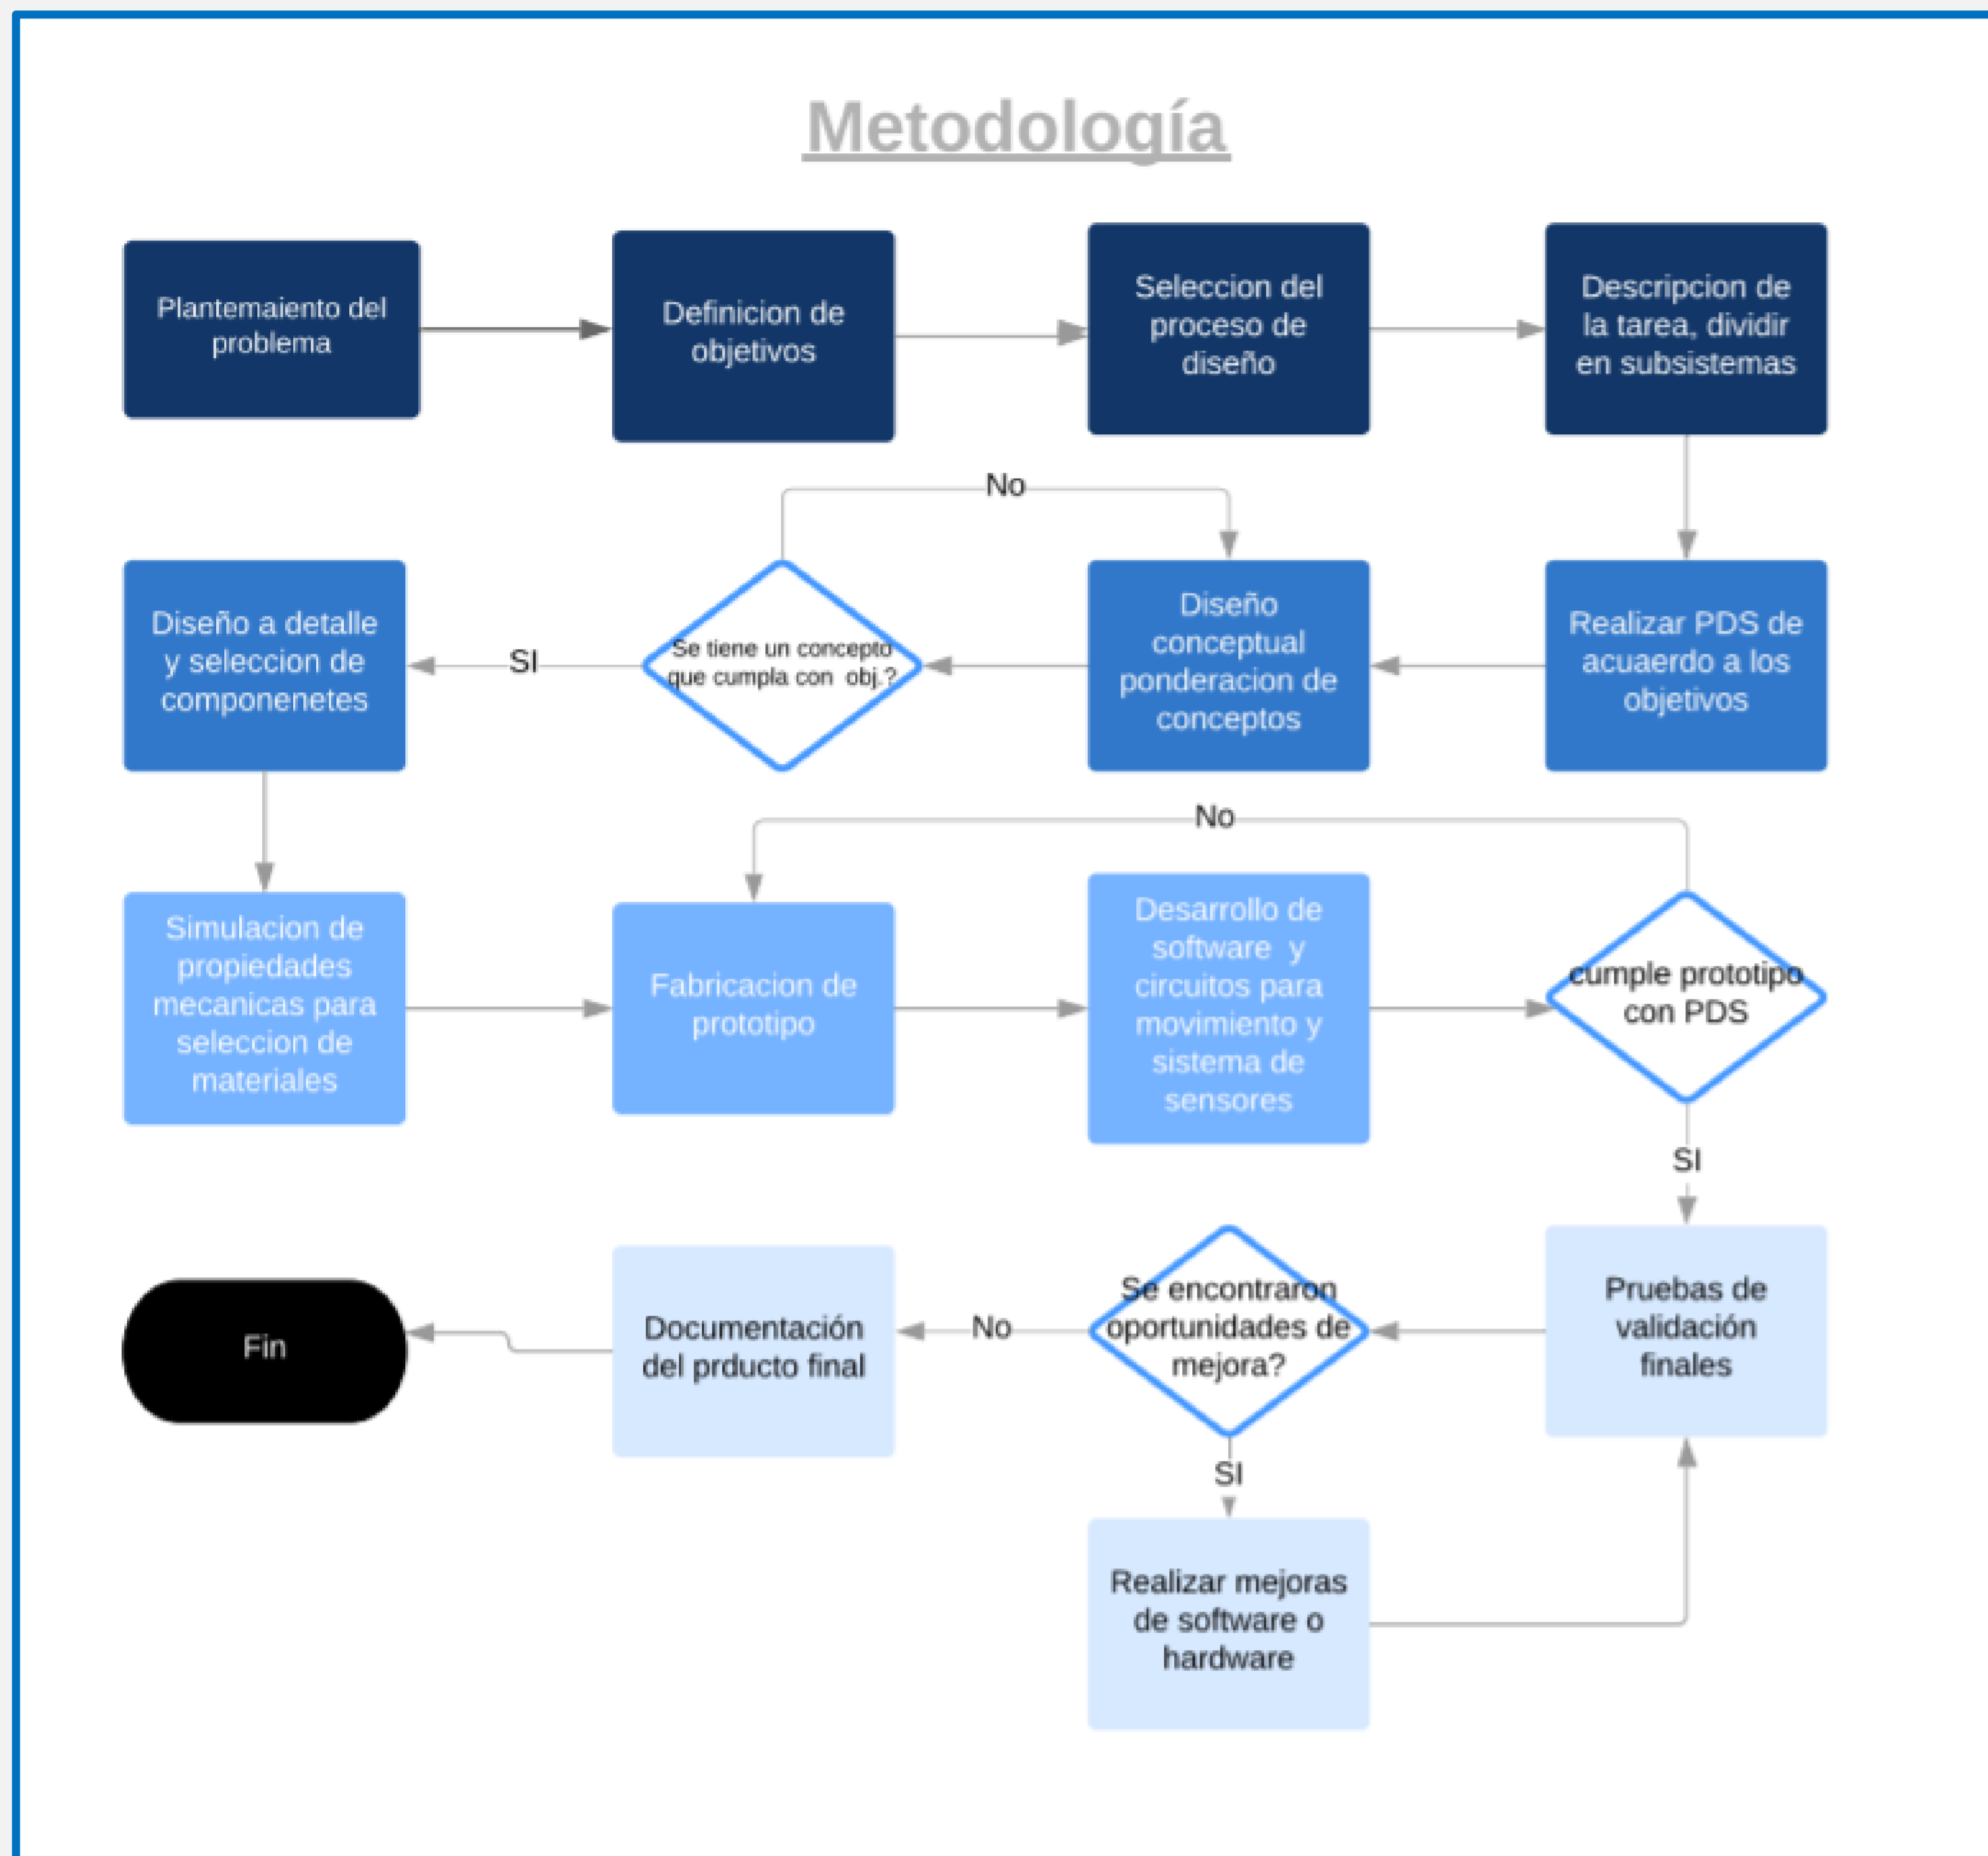 Metodología
Plantemaiento del
problema
Definicion de
objetivos
Seleccion del
proceso de
diseño
Descripcion de
la tarea, dividir
en subsistemas
No
Diseño a detalle
y seleccion de
componenetes
SI
Se tiene un concepto
que cumpla con  obj.?
Diseño
conceptual
ponderacion de
conceptos
Realizar PDS de
acuaerdo a los
objetivos
No
Simulacion de
propiedades
mecanicas para
seleccion de
materiales
Fabricacion de
prototipo
Desarrollo de
software  y
circuitos para
movimiento y
sistema de
sensores
cumple prototipo
con PDS
SI
Fin
Documentación
del prducto final
No
Se encontraron
oportunidades de
mejora?
Pruebas de
validación
finales
SI
Realizar mejoras
de software o
hardware